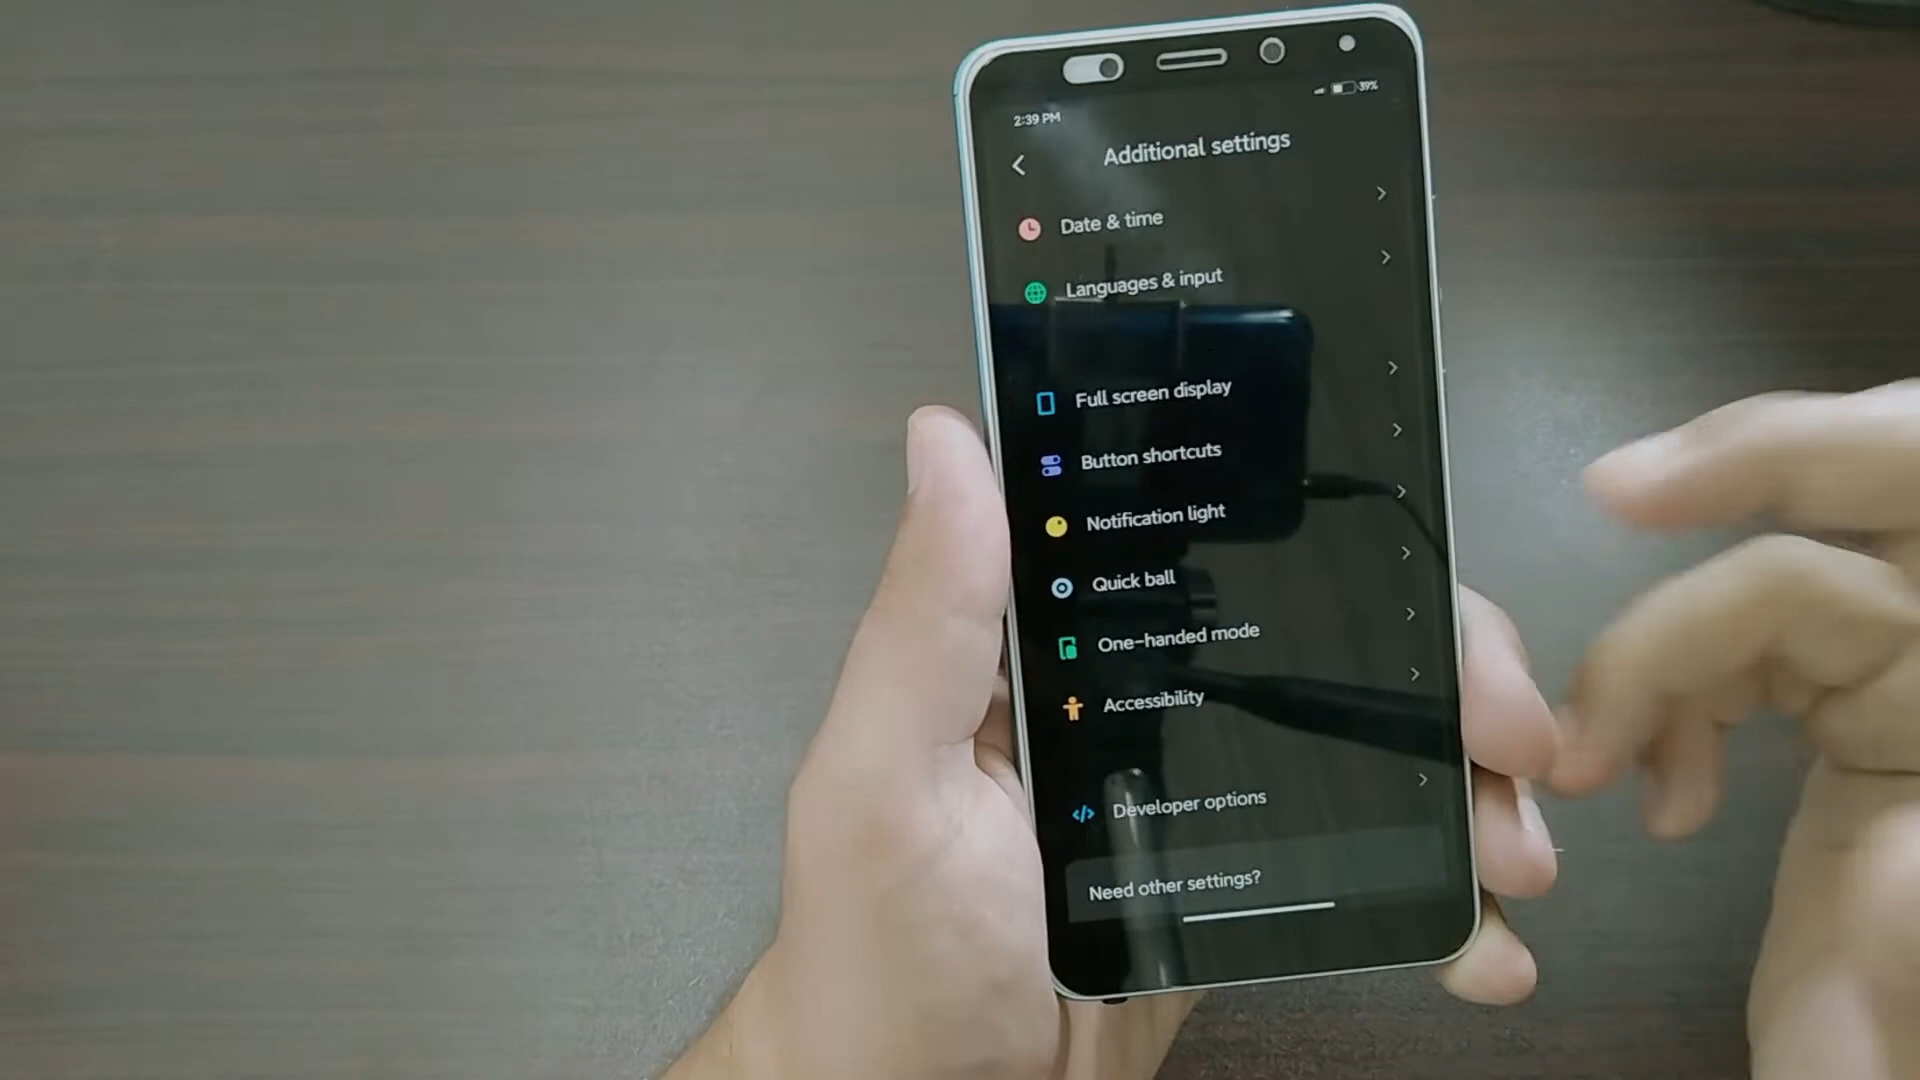 2:39 PM
39%
Additional settings
Date & time
Languages & input
Full screen display
Button shortcuts
Notification light
Quick ball
One-handed mode
Accessibility
Developer options
Need other settings?